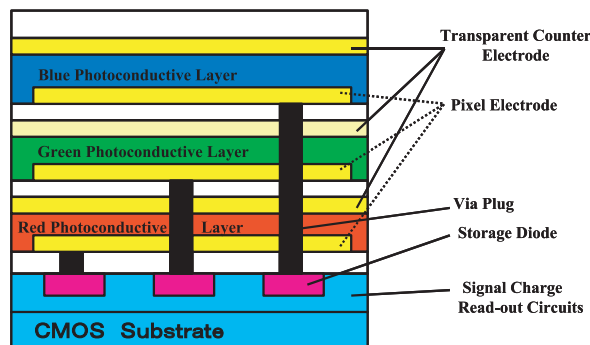 Transparent Counter
Electrode
Blue Photoconductive Layer
Pixel Electrode
Green Photoconductive Layer
Via Plug
Red Photoconductive Layer
Storage Diode
Signal Charge
Read-out Circuits
CMOS Substrate